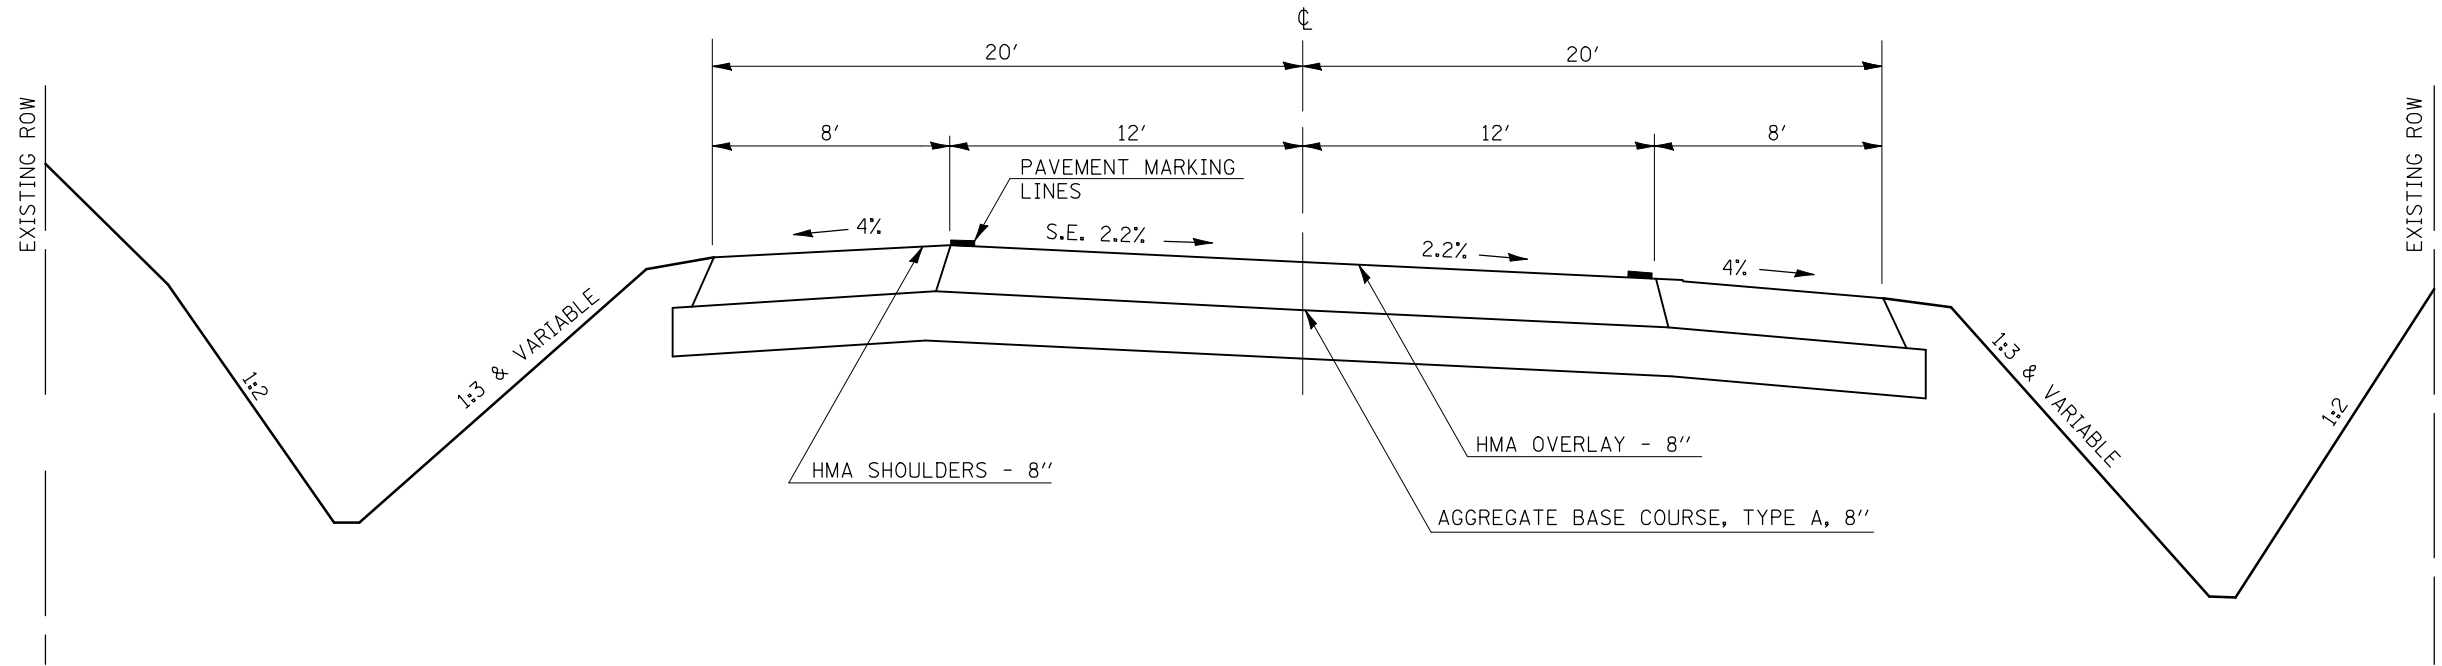 ℄
20′
20′
8′
12′
12′
8′
EXISTING ROW
EXISTING ROW
PAVEMENT MARKING
LINES
4%
S.E. 2.2%
2.2%
4%
1:2
1:3 & VARIABLE
1:3 & VARIABLE
1:2
HMA OVERLAY - 8′′
HMA SHOULDERS - 8′′
AGGREGATE BASE COURSE, TYPE A, 8′′